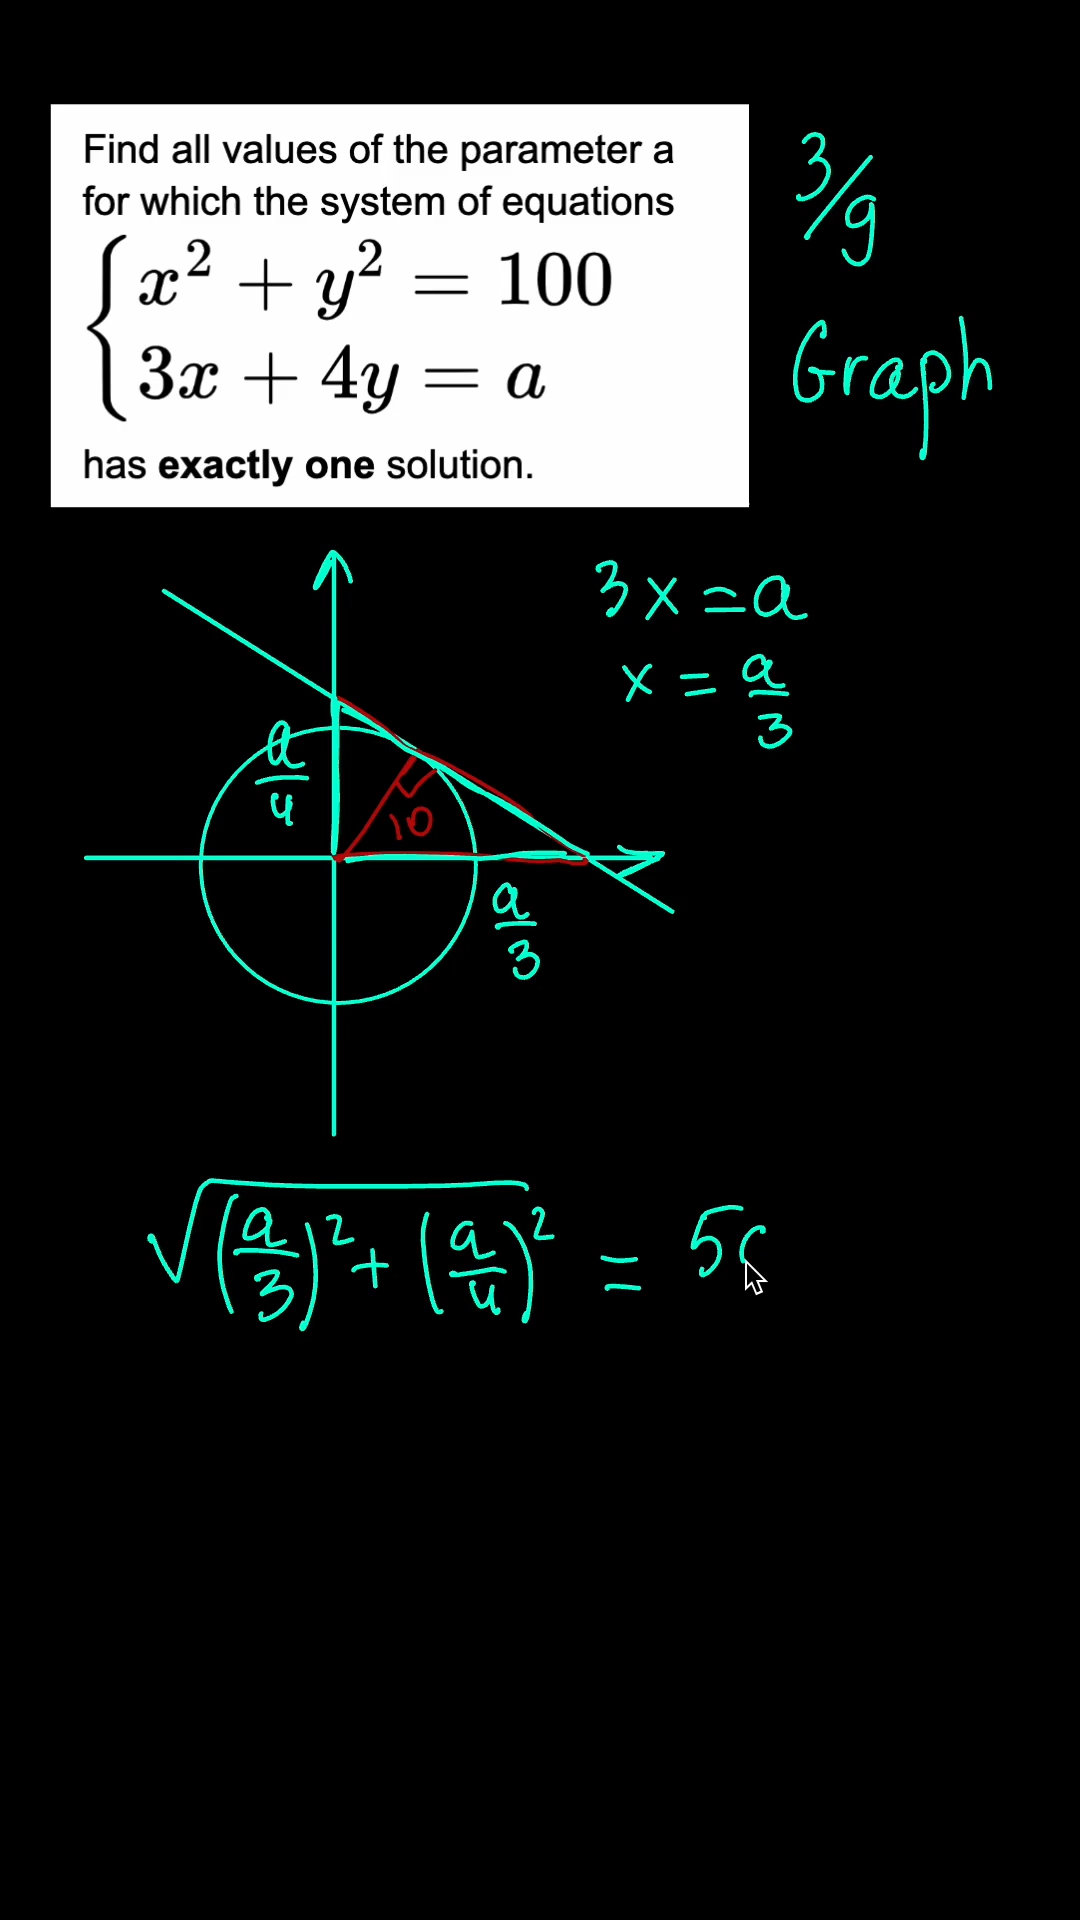 Find all values of the parameter a
for which the system of equations
x² + y² = 100
3x + 4y = a
has exactly one solution.
3/9
Graph
3x = a
x = a/3
a/4
10
a/3
√(a/3)² + (a/4)² = 5